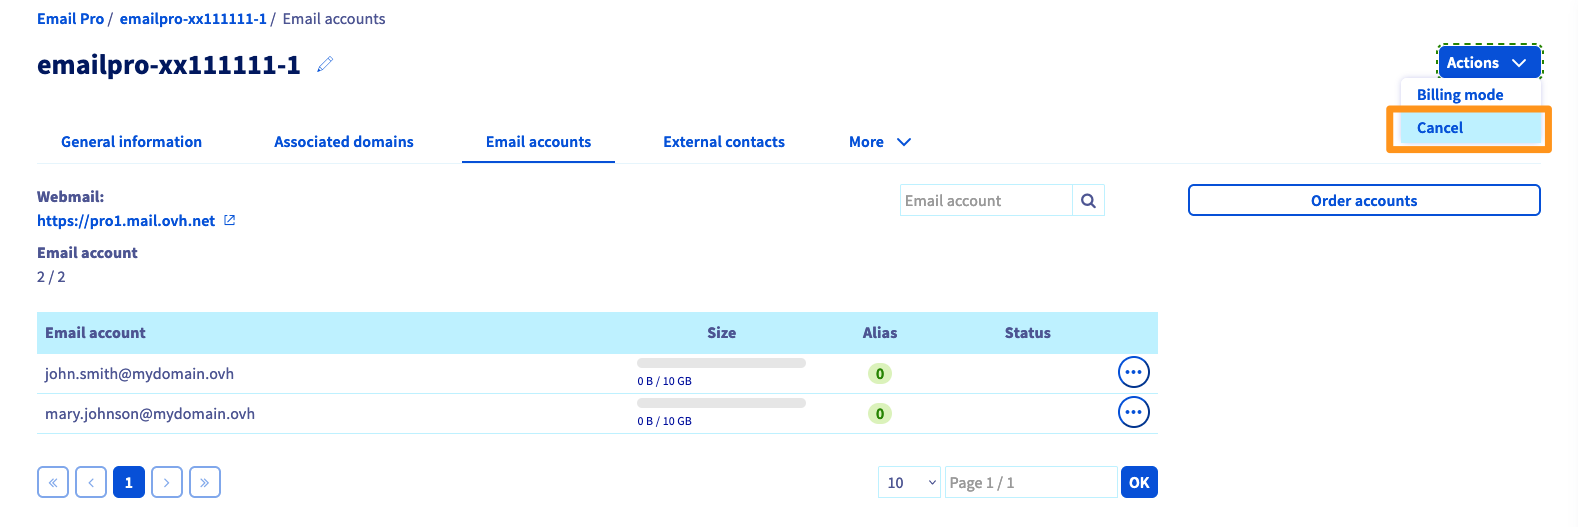 Email Pro / emailpro-xx111111-1 / Email accounts
emailpro-xx111111-1
Actions
Billing mode
Cancel
General information Associated domains Email accounts External contacts More
Webmail:
https://pro1.mail.ovh.net
Email account
Order accounts
Email account
2 / 2
Email account Size Alias Status
john.smith@mydomain.ovh 0 B / 10 GB 0
mary.johnson@mydomain.ovh 0 B / 10 GB 0
« ‹ 1 › » 10 Page 1 / 1 OK